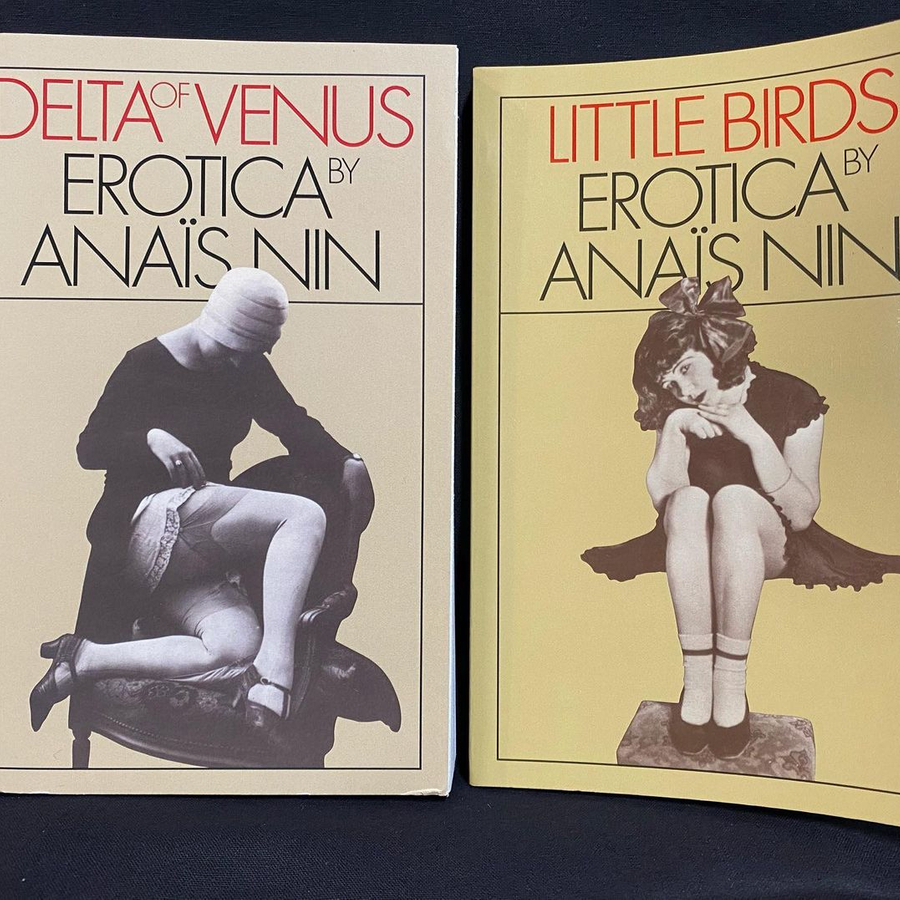 DELTA OF VENUS
EROTICA BY
ANAÏS NIN
LITTLE BIRDS
EROTICA BY
ANAÏS NIN